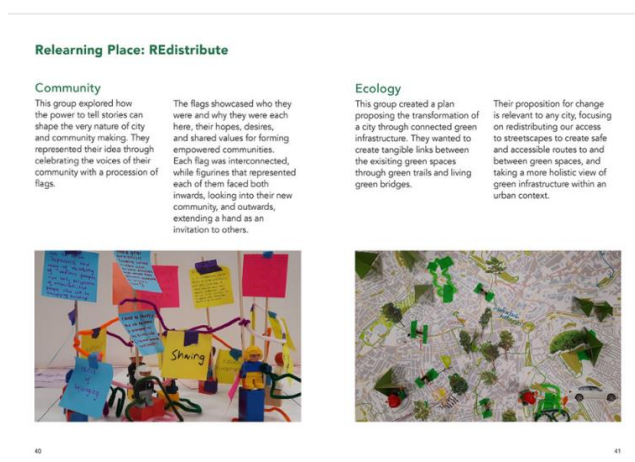 Relearning Place: REdistribute
Community
This group explored how
the power to tell stories can
shape the very nature of city
and community making. They
represented their idea through
celebrating the voices of their
community with a procession of
flags.
The flags showcased who they
were and why they were each
here, their hopes, desires,
and shared values for forming
empowered communities.
Each flag was interconnected,
while figurines that represented
each of them faced both
inwards, looking into their new
community, and outwards,
extending a hand as an
invitation to others.
Ecology
This group created a plan
proposing the transformation of
a city through connected green
infrastructure. They wanted to
create tangible links between
the exisiting green spaces
through green trails and living
green bridges.
Their proposition for change
is relevant to any city, focusing
on redistributing our access
to streetscapes to create safe
and accessible routes to and
between green spaces, and
taking a more holistic view of
green infrastructure within an
urban context.
Sharing
of
belonging
40
41